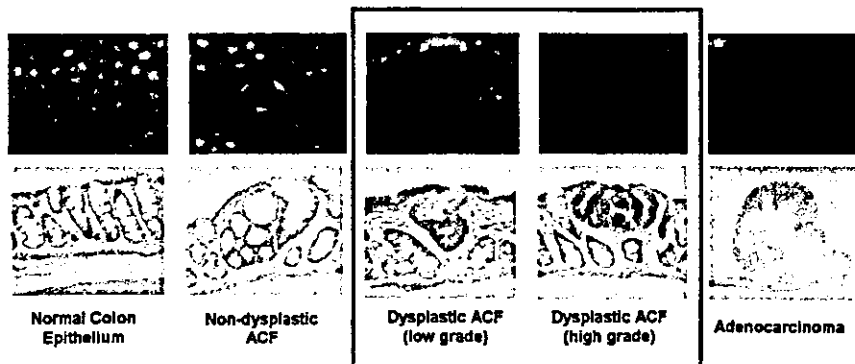 Normal Colon
Epithelium
Non-dysplastic
ACF
Dysplastic ACF
(low grade)
Dysplastic ACF
(high grade)
Adenocarcinoma